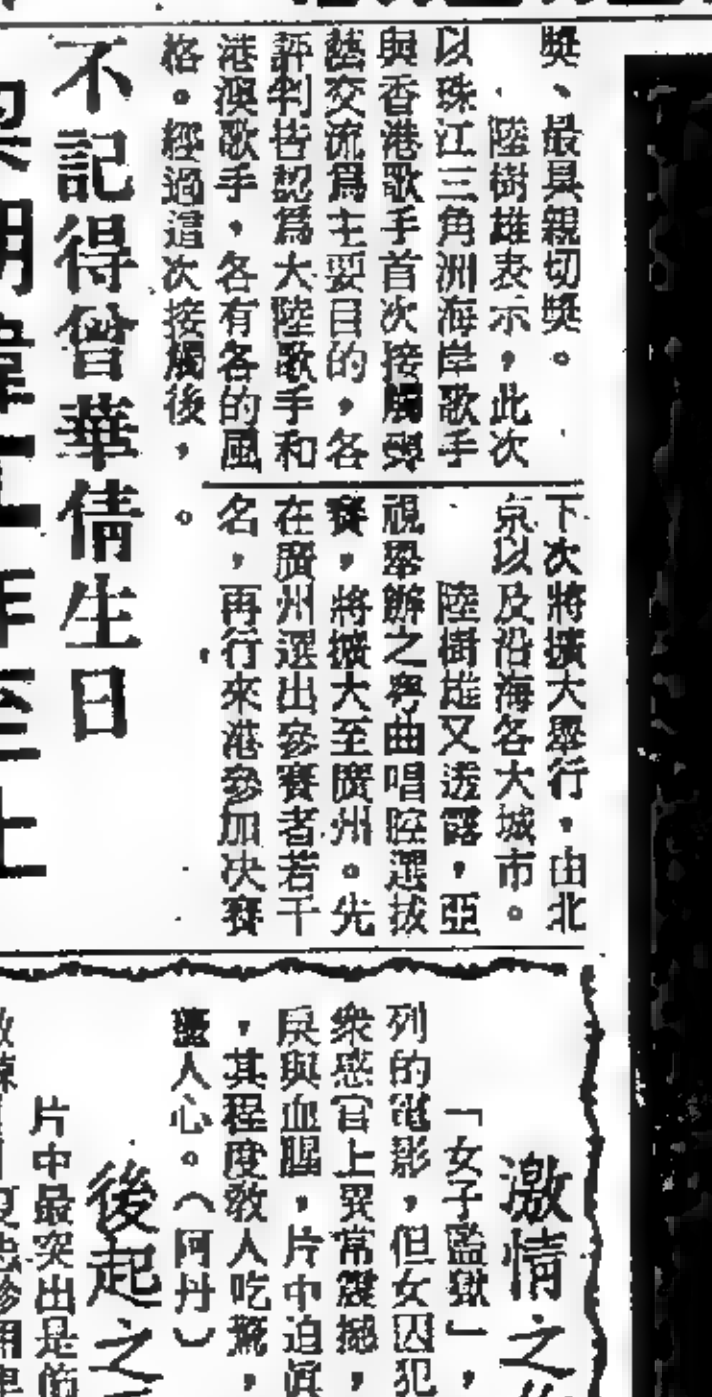 獎、最具親切獎。
陸樹雄表示，此次
以珠江三角洲海岸歌手
與香港歌手首次接觸與
藝交流爲主要目的，各
評判皆認爲大陸歌手和
港澳歌手，各有各的風
格。經過這次接觸後，
下次將擴大舉行，由北
京以及沿海各大城市。
陸樹雄又透露，亞
視舉辦之粵曲唱腔選拔
賽，將擴大至廣州。先
在廣州選出參賽者若干
名，再行來港參加决賽
。
不記得曾華倩生日
激情之
「女子監獄」，
列的電影，但女囚犯
衆感官上異常震撼，
戾與血腥，片中迫眞
，其程度敎人吃驚，
人心。（阿丹）
後起之
片中最突出是